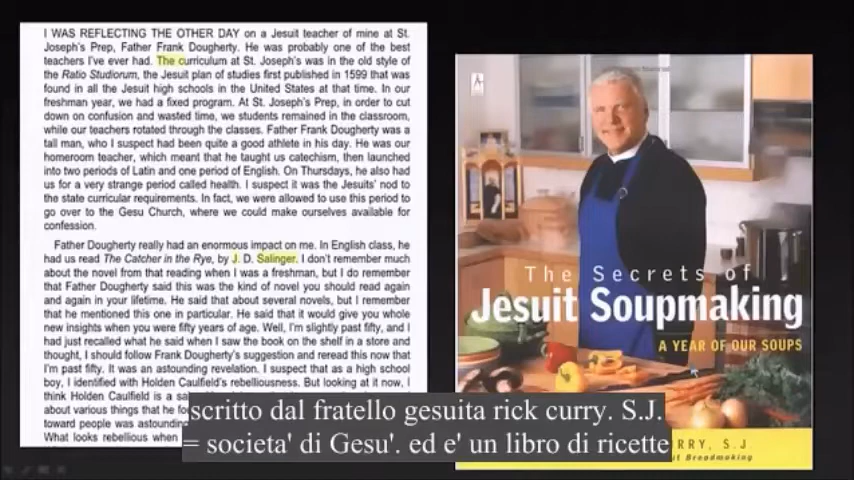 I WAS REFLECTING THE OTHER DAY on a Jesuit teacher of mine at St.
Joseph's Prep, Father Frank Dougherty. He was probably one of the best
teachers I've ever had. The curriculum at St. Joseph's was in the old style of
the Ratio Studiorum, the Jesuit plan of studies first published in 1599 that was
found in all the Jesuit high schools in the United States at that time. In our
freshman year, we had a fixed program. At St. Joseph's Prep, in order to cut
down on confusion and wasted time, we students remained in the classroom,
while our teachers rotated through the classes. Father Frank Dougherty was a
tall man, who I suspect had been quite a good athlete in his day. He was our
homeroom teacher, which meant that he taught us catechism, then launched
into two periods of Latin and one period of English. On Thursdays, he also had
us for a very strange period called health. I suspect it was the Jesuits' nod to
the state curricular requirements. In fact, we were allowed to use this period to
go over to the Gesu Church, where we could make ourselves available for
confession.
Father Dougherty really had an enormous impact on me. In English class, he
had us read The Catcher in the Rye, by J. D. Salinger. I don't remember much
about the novel from that reading when I was a freshman, but I do remember
that Father Dougherty said this was the kind of novel you should read again
and again in your lifetime. He said that about several novels, but I remember
that he mentioned this one in particular. He said that it would give you whole
new insights when you were fifty years of age. Well, I'm slightly past fifty, and I
had just recalled what he said when I saw the book on the shelf in a store and
thought, I should follow Frank Dougherty's suggestion and reread this now that
I'm past fifty. It was an astounding revelation. I suspect that as a high school
boy, I identified with Holden Caulfield's rebelliousness. But looking at it now, I
think Holden Caulfield is a
about various things that he
toward people was astounding
What looks rebellious when
The Secrets of
Jesuit Soupmaking
A YEAR OF OUR SOUPS
RRY, S.J.
Breadmaking
scritto dal fratello gesuita rick curry. S.J.
= societa' di Gesu'. ed e' un libro di ricette